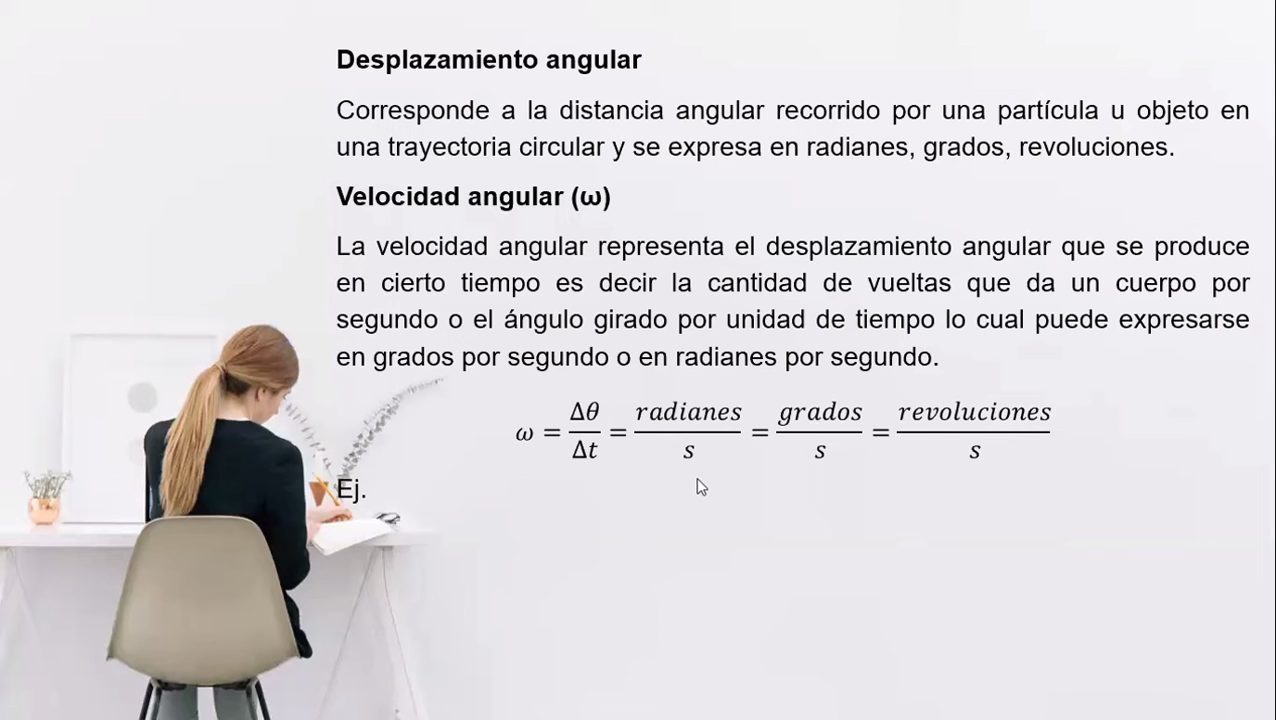 Desplazamiento angular
Corresponde a la distancia angular recorrido por una partícula u objeto en
una trayectoria circular y se expresa en radianes, grados, revoluciones.
Velocidad angular (ω)
La velocidad angular representa el desplazamiento angular que se produce
en cierto tiempo es decir la cantidad de vueltas que da un cuerpo por
segundo o el ángulo girado por unidad de tiempo lo cual puede expresarse
en grados por segundo o en radianes por segundo.
ω = Δθ/Δt = radianes/s = grados/s = revoluciones/s
Ej.